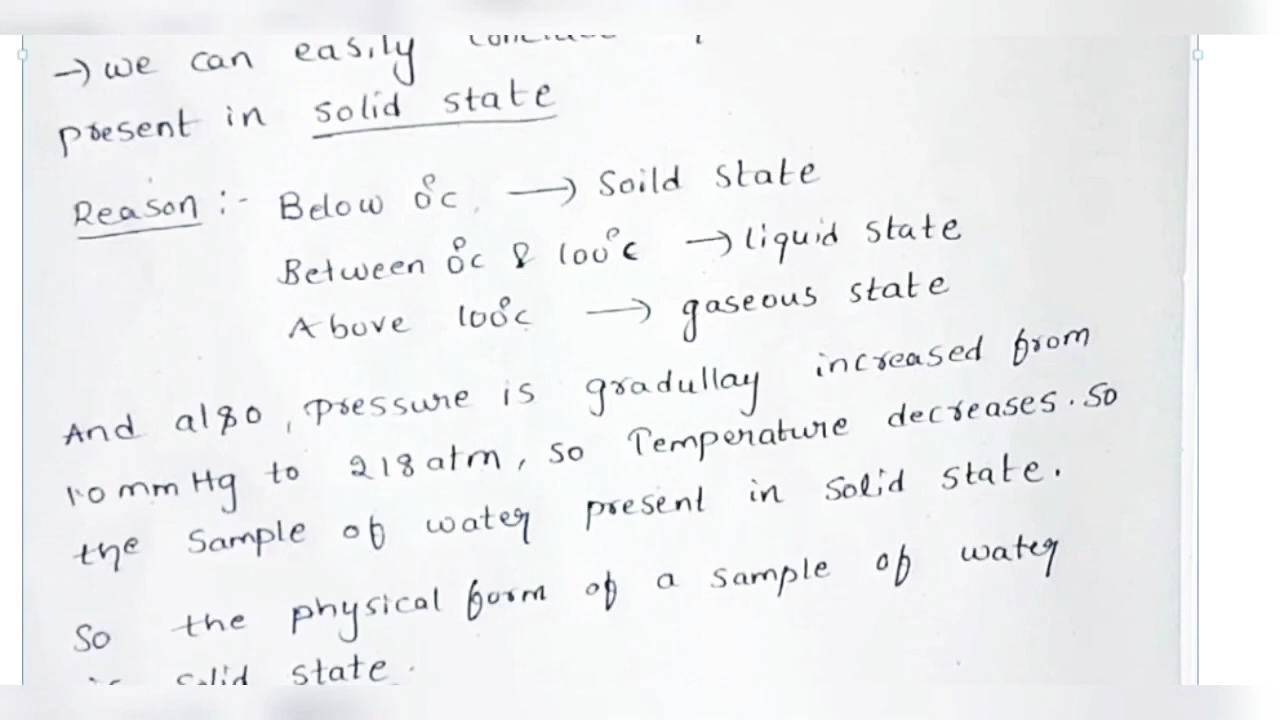 → we can easily
present in solid state
Reason :- Below 0°c → Soild state
Between 0°c & 100°c → liquid state
Above 100°c → gaseous state
And also, pressure is gradullay increased from
1.0 mm Hg to 218 atm, so Temperature decreases. So
the sample of water present in solid state.
So the physical form of a sample of water
is solid state.